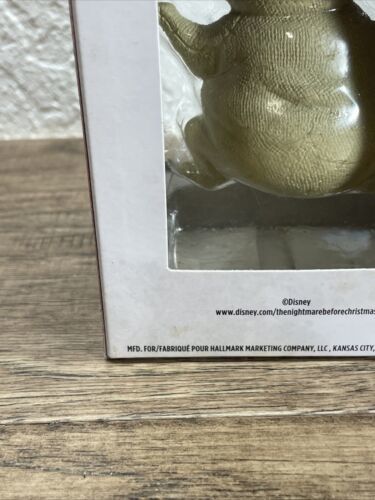 ©Disney
www.disney.com/thenightmarebeforechristmas
MFD. FOR/FABRIQUÉ POUR HALLMARK MARKETING COMPANY, LLC , KANSAS CITY,